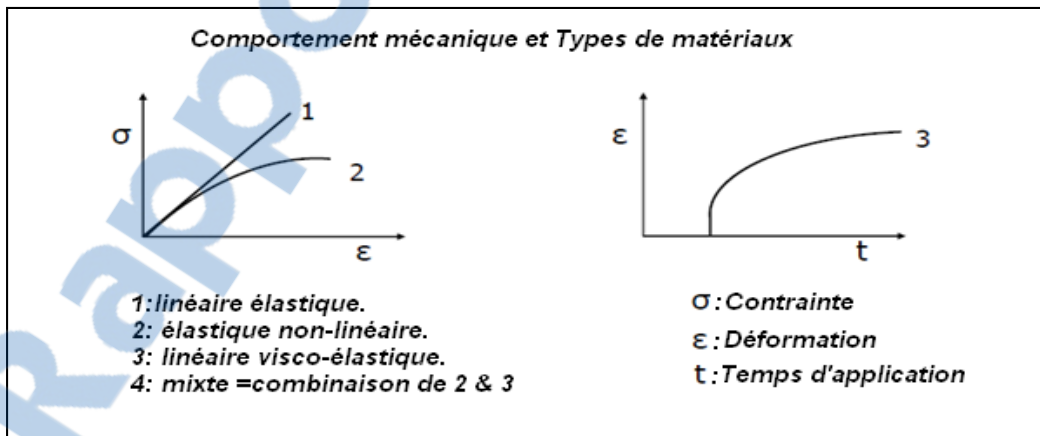 Comportement mécanique et Types de matériaux
σ
1
2
ε
ε
3
t
1:linéaire élastique.
2: élastique non-linéaire.
3: linéaire visco-élastique.
4: mixte =combinaison de 2 & 3
σ:Contrainte
ε:Déformation
t:Temps d'application
Rappo